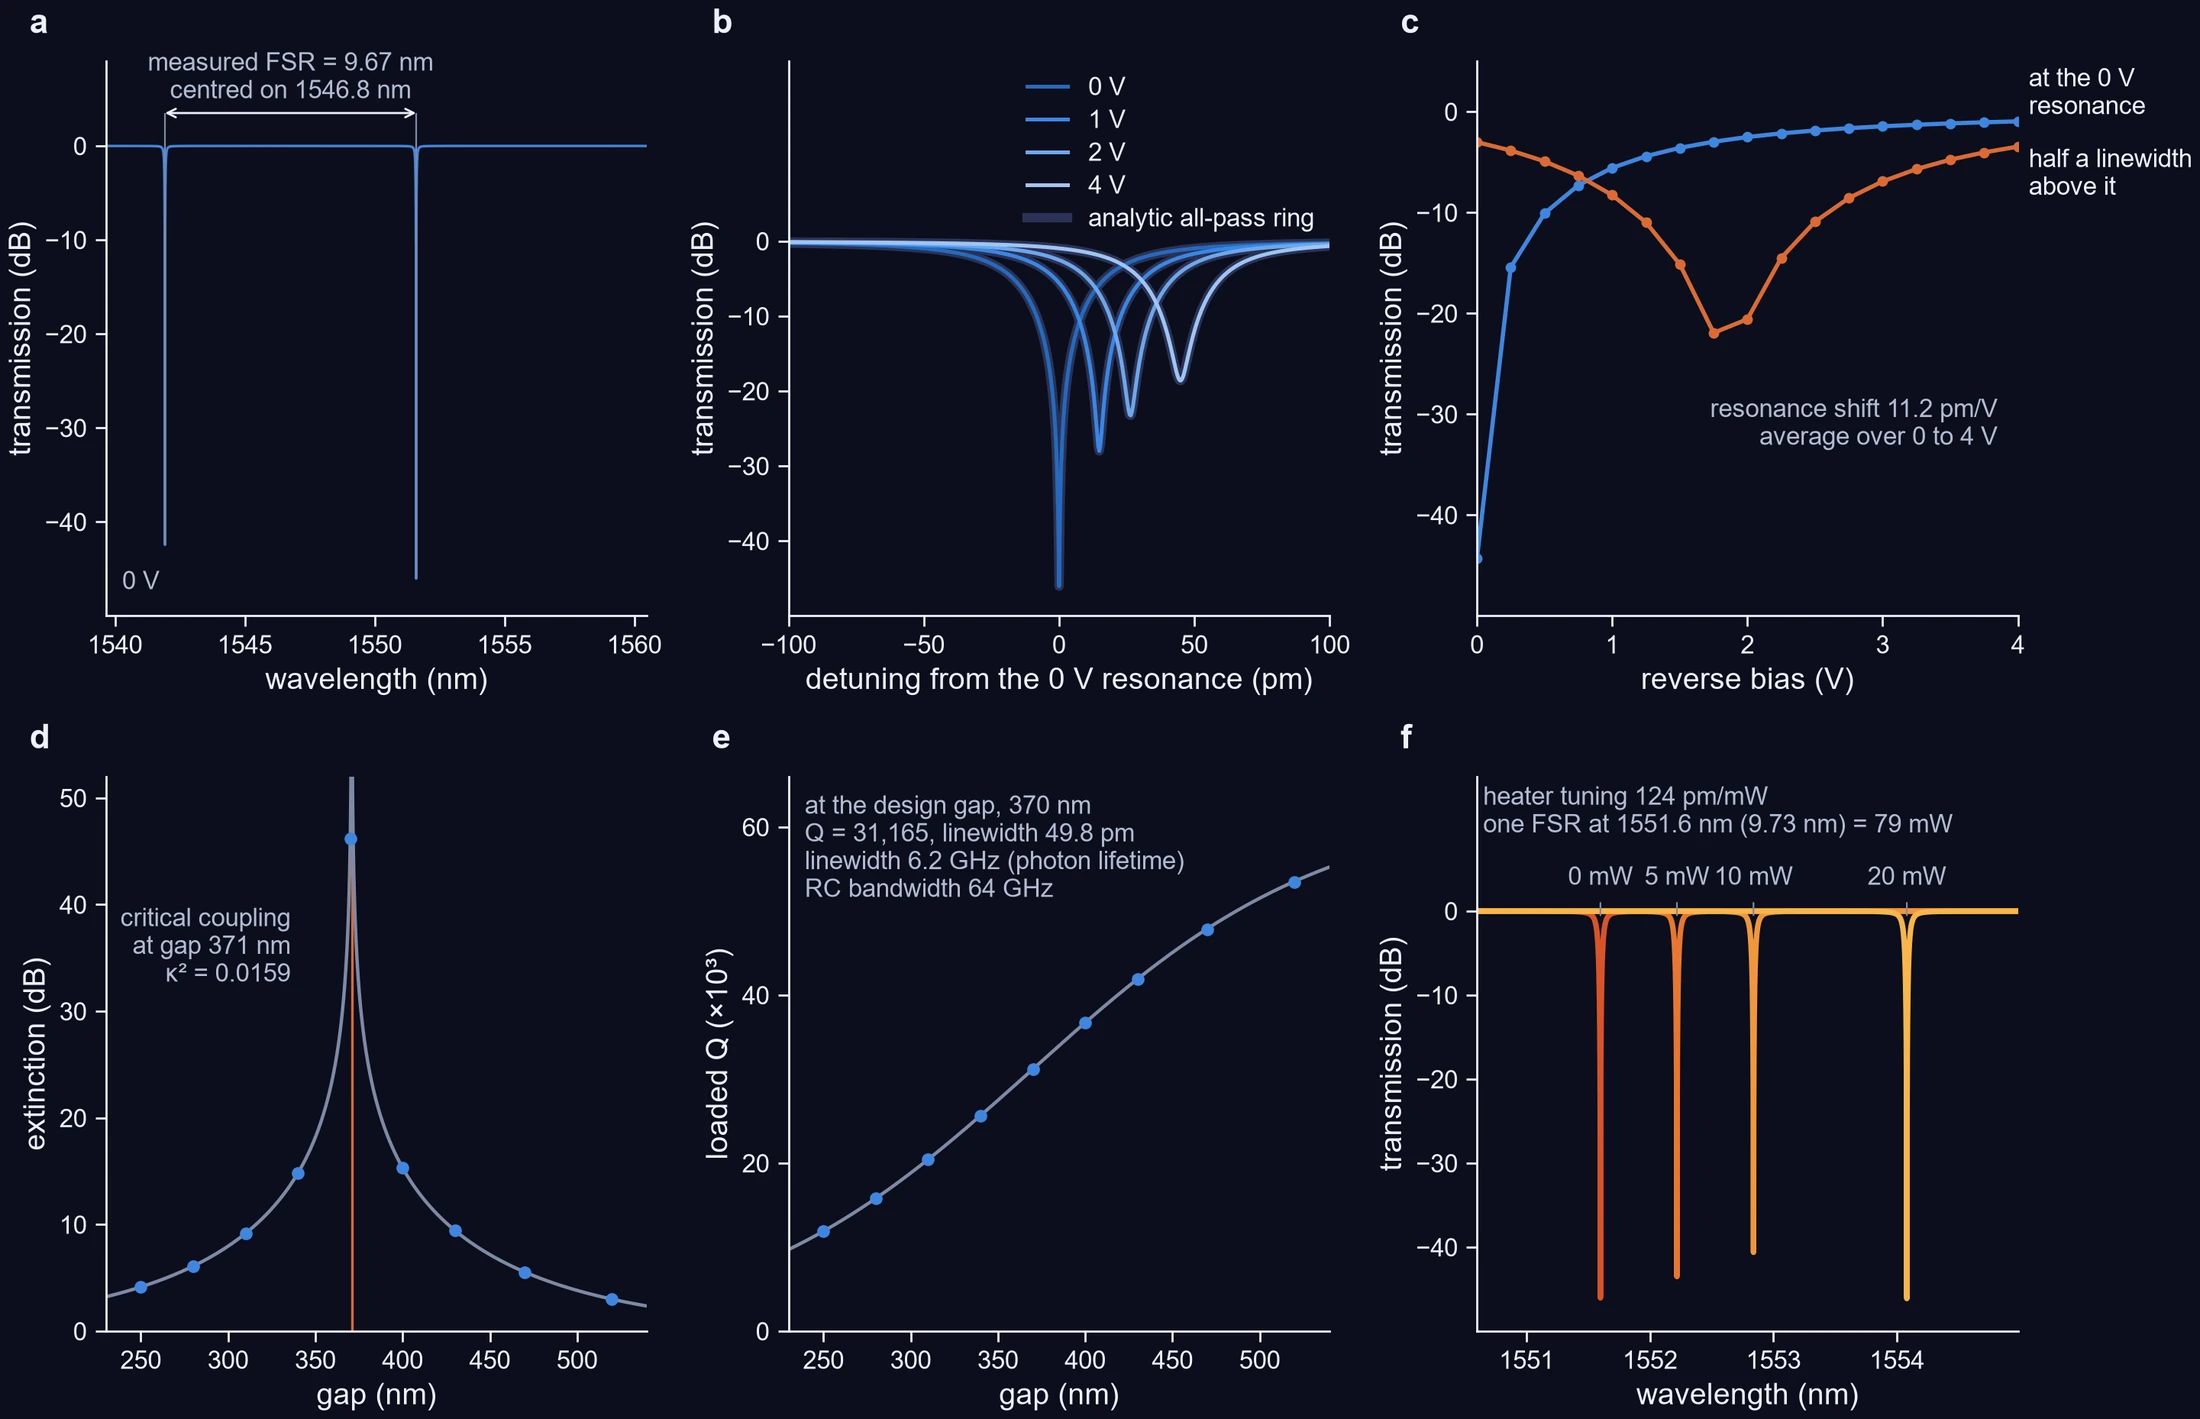 a
measured FSR = 9.67 nm
centred on 1546.8 nm
0
−10
−20
−30
−40
transmission (dB)
0 V
1540
1545
1550
1555
1560
wavelength (nm)
b
0 V
1 V
2 V
4 V
analytic all-pass ring
0
−10
−20
−30
−40
transmission (dB)
−100
−50
0
50
100
detuning from the 0 V resonance (pm)
c
at the 0 V
resonance
half a linewidth
above it
0
−10
−20
−30
−40
transmission (dB)
resonance shift 11.2 pm/V
average over 0 to 4 V
0
1
2
3
4
reverse bias (V)
d
50
40
30
20
10
0
extinction (dB)
critical coupling
at gap 371 nm
κ² = 0.0159
250
300
350
400
450
500
gap (nm)
e
at the design gap, 370 nm
Q = 31,165, linewidth 49.8 pm
linewidth 6.2 GHz (photon lifetime)
RC bandwidth 64 GHz
60
40
20
0
loaded Q (×10³)
250
300
350
400
450
500
gap (nm)
f
heater tuning 124 pm/mW
one FSR at 1551.6 nm (9.73 nm) = 79 mW
0 mW 5 mW 10 mW 20 mW
0
−10
−20
−30
−40
transmission (dB)
1551
1552
1553
1554
wavelength (nm)